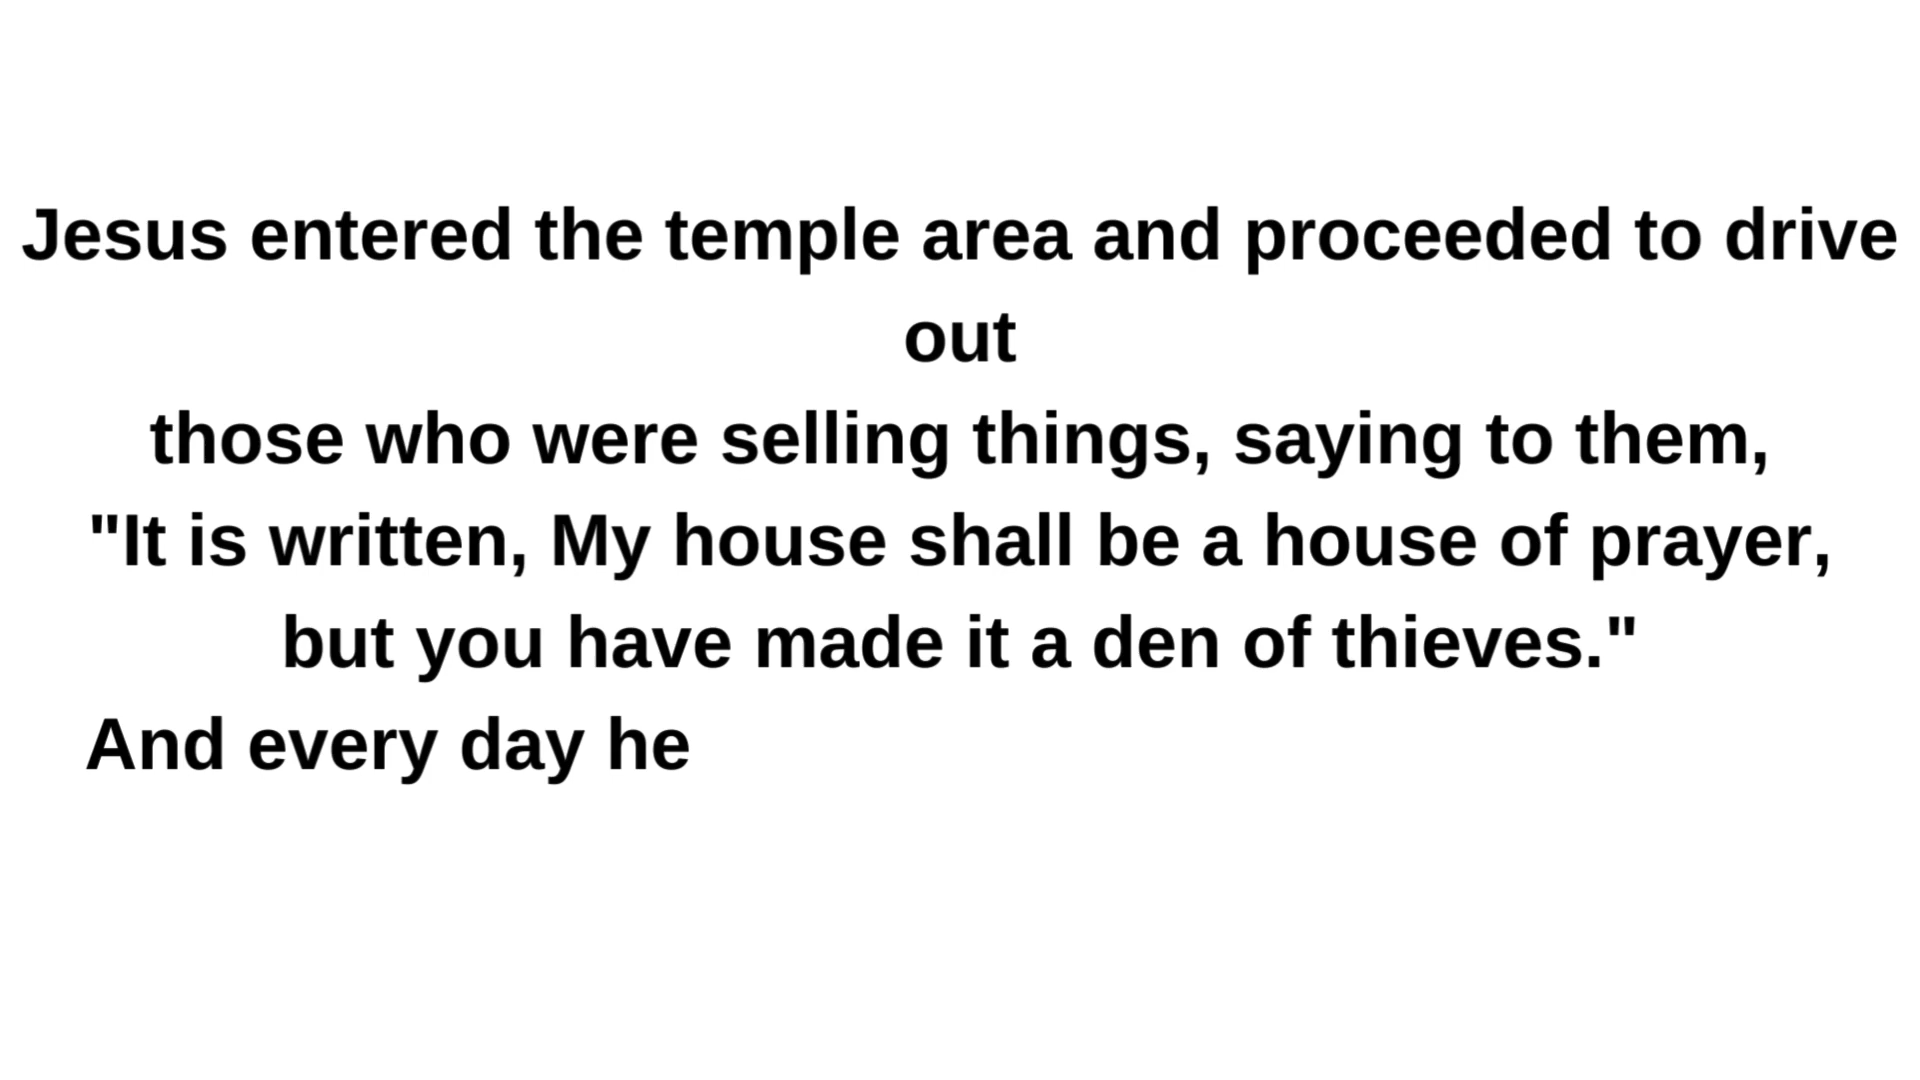 Jesus entered the temple area and proceeded to drive
out
those who were selling things, saying to them,
"It is written, My house shall be a house of prayer,
but you have made it a den of thieves."
And every day he